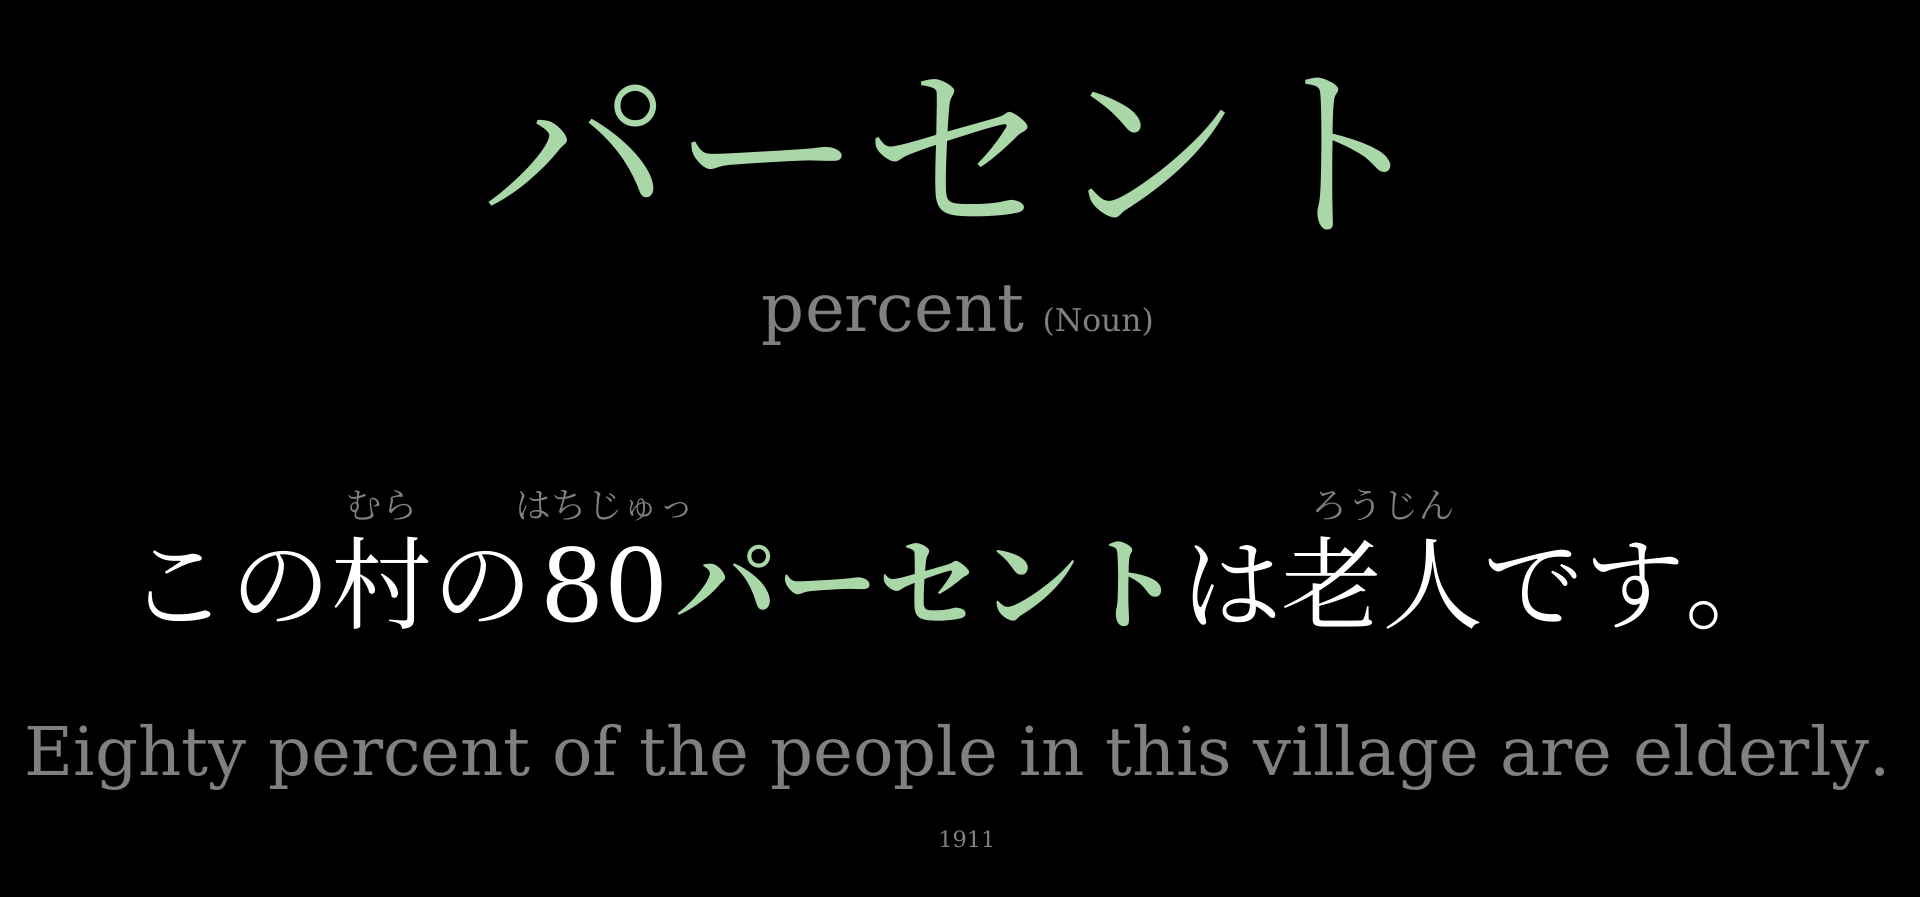 パーセント
percent (Noun)
むら はちじゅっ ろうじん
この村の80パーセントは老人です。
Eighty percent of the people in this village are elderly.
1911